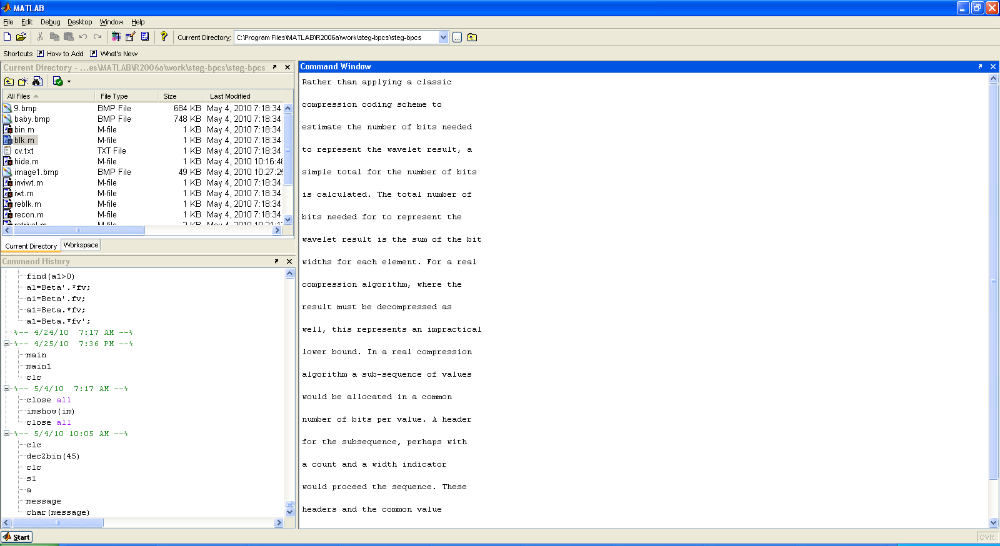 MATLAB
File Edit Debug Desktop Window Help
Current Directory: C:\Program Files\MATLAB\R2006a\work\steg-bpcs\steg-bpcs ...
Shortcuts How to Add What's New
Current Directory - ...es\MATLAB\R2006a\work\steg-bpcs\steg-bpcs
All Files File Type Size Last Modified
9.bmp BMP File 684 KB May 4, 2010 7:18:34
baby.bmp BMP File 748 KB May 4, 2010 7:18:34
bin.m M-file 1 KB May 4, 2010 7:18:34
blk.m M-file 1 KB May 4, 2010 7:18:34
cv.txt TXT File 1 KB May 4, 2010 7:18:34
hide.m M-file 1 KB May 4, 2010 10:16:48
image1.bmp BMP File 49 KB May 4, 2010 10:27:25
inviwt.m M-file 1 KB May 4, 2010 7:18:34
iwt.m M-file 1 KB May 4, 2010 7:18:34
reblk.m M-file 1 KB May 4, 2010 7:18:34
recon.m M-file 1 KB May 4, 2010 7:18:34
Current Directory Workspace
Command History
find(a1>0)
a1=Beta'.*fv;
a1=Beta'.fv;
a1=Beta.*fv;
a1=Beta.*fv';
%-- 4/24/10 7:17 AM --%
%-- 4/25/10 7:36 PM --%
main
main1
clc
%-- 5/4/10 7:17 AM --%
close all
imshow(im)
close all
%-- 5/4/10 10:05 AM --%
clc
dec2bin(45)
clc
s1
a
message
char(message)
Command Window
Rather than applying a classic
compression coding scheme to
estimate the number of bits needed
to represent the wavelet result, a
simple total for the number of bits
is calculated. The total number of
bits needed for to represent the
wavelet result is the sum of the bit
widths for each element. For a real
compression algorithm, where the
result must be decompressed as
well, this represents an impractical
lower bound. In a real compression
algorithm a sub-sequence of values
would be allocated in a common
number of bits per value. A header
for the subsequence, perhaps with
a count and a width indicator
would proceed the sequence. These
headers and the common value
Start
OVR